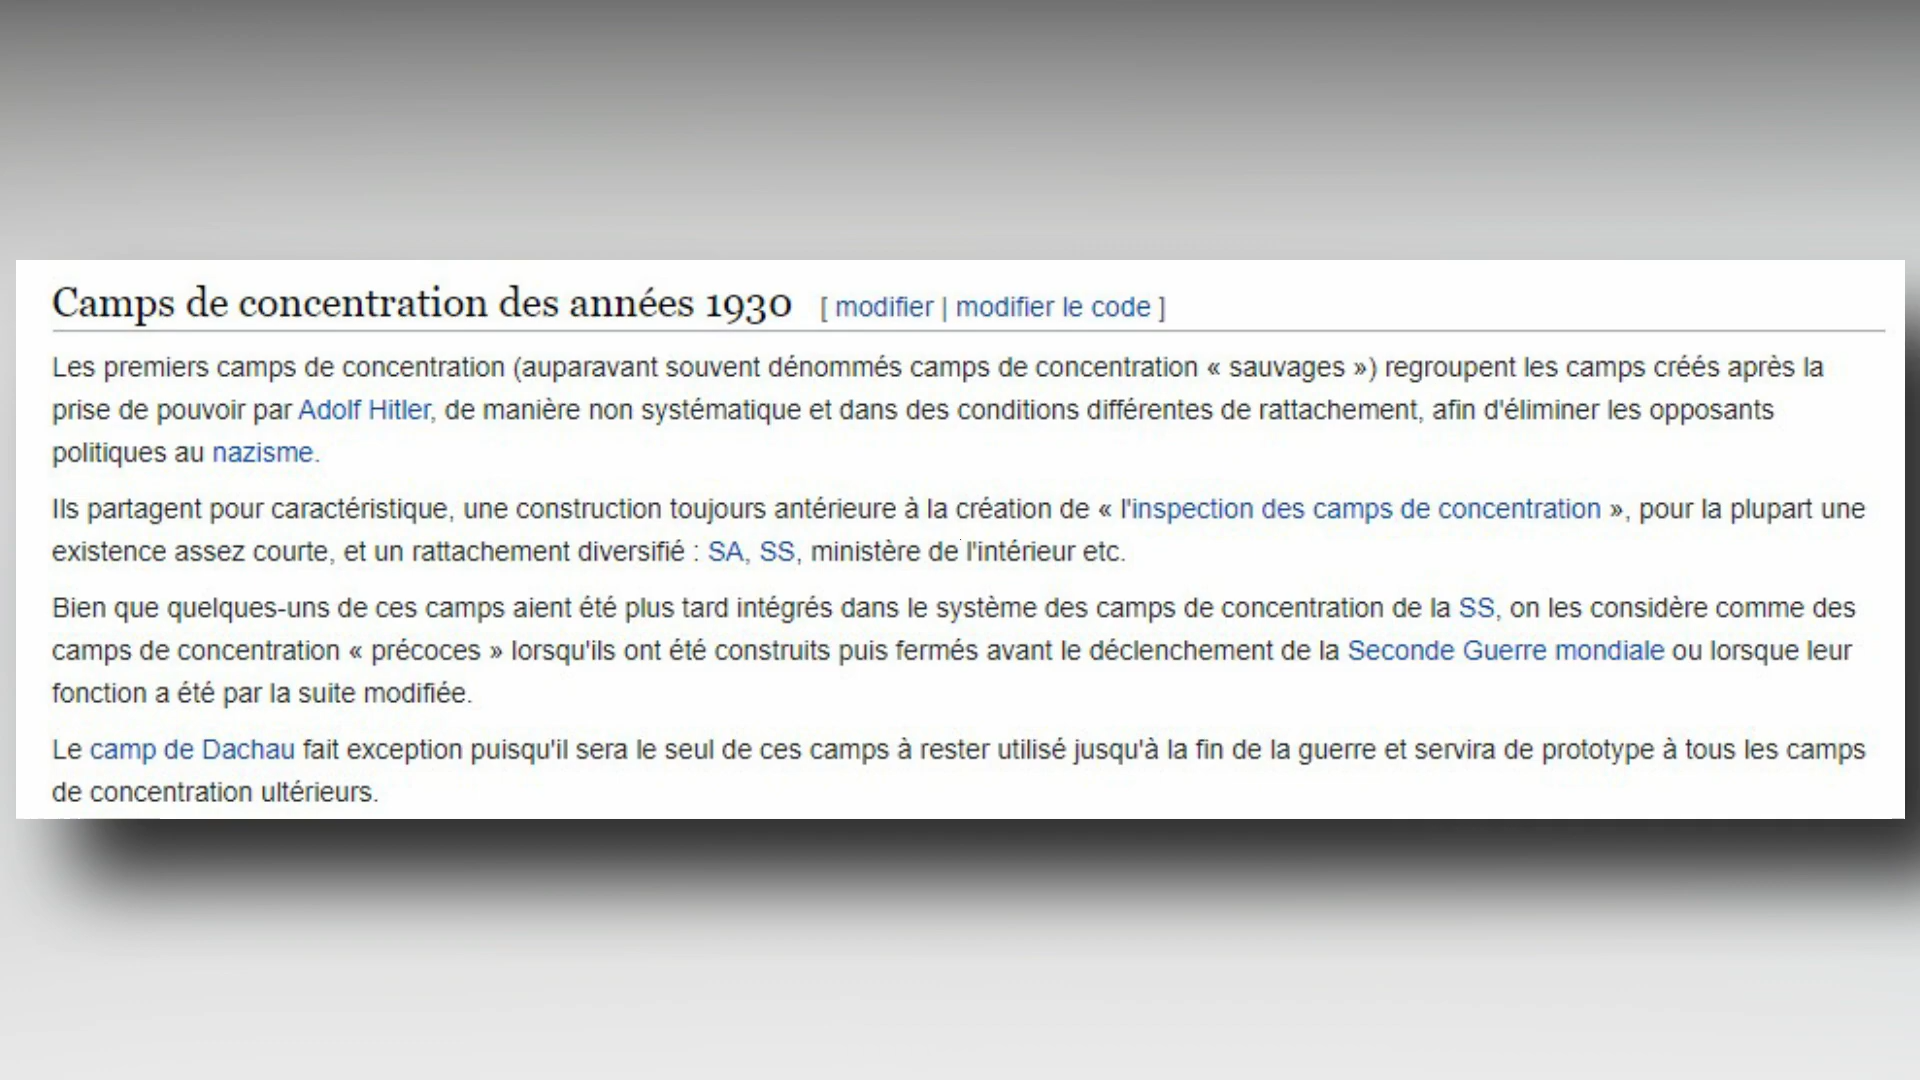 Camps de concentration des années 1930 [ modifier | modifier le code ]
Les premiers camps de concentration (auparavant souvent dénommés camps de concentration « sauvages ») regroupent les camps créés après la
prise de pouvoir par Adolf Hitler, de manière non systématique et dans des conditions différentes de rattachement, afin d'éliminer les opposants
politiques au nazisme.
Ils partagent pour caractéristique, une construction toujours antérieure à la création de « l'inspection des camps de concentration », pour la plupart une
existence assez courte, et un rattachement diversifié : SA, SS, ministère de l'intérieur etc.
Bien que quelques-uns de ces camps aient été plus tard intégrés dans le système des camps de concentration de la SS, on les considère comme des
camps de concentration « précoces » lorsqu'ils ont été construits puis fermés avant le déclenchement de la Seconde Guerre mondiale ou lorsque leur
fonction a été par la suite modifiée.
Le camp de Dachau fait exception puisqu'il sera le seul de ces camps à rester utilisé jusqu'à la fin de la guerre et servira de prototype à tous les camps
de concentration ultérieurs.